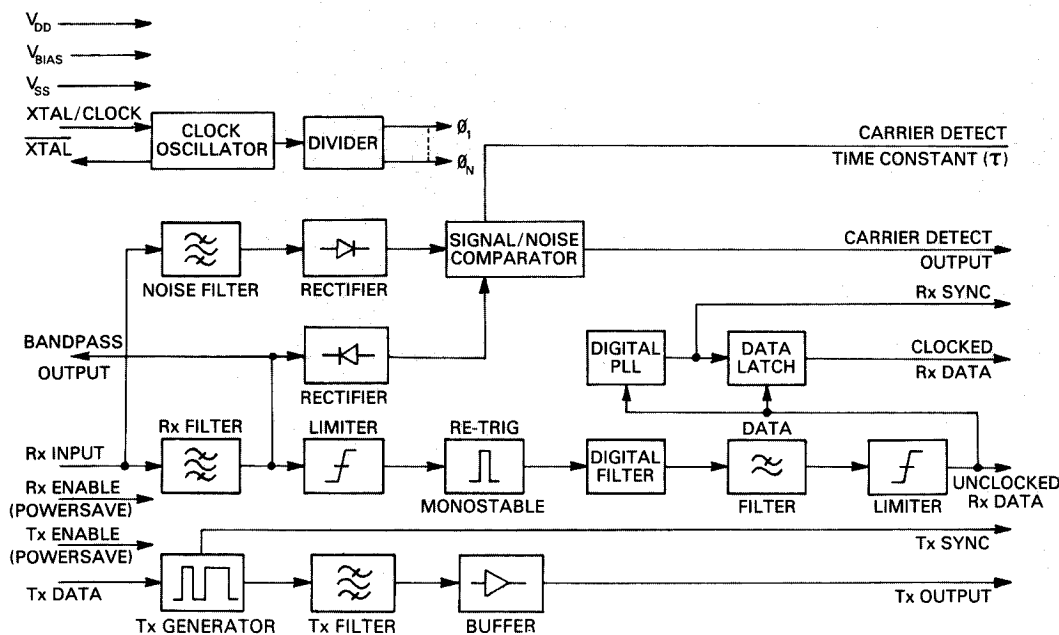 VDD
VBIAS
VSS
XTAL/CLOCK
XTAL
CLOCK
OSCILLATOR
DIVIDER
Ø1
ØN
CARRIER DETECT
TIME CONSTANT (τ)
NOISE FILTER
RECTIFIER
SIGNAL/NOISE
COMPARATOR
CARRIER DETECT
OUTPUT
Rx SYNC
BANDPASS
OUTPUT
RECTIFIER
DIGITAL
PLL
DATA
LATCH
CLOCKED
Rx DATA
DATA
Rx INPUT
Rx FILTER
LIMITER
RE-TRIG
MONOSTABLE
DIGITAL
FILTER
FILTER
LIMITER
UNCLOCKED
Rx DATA
Rx ENABLE
(POWERSAVE)
Tx ENABLE
(POWERSAVE)
Tx SYNC
Tx DATA
Tx GENERATOR
Tx FILTER
BUFFER
Tx OUTPUT